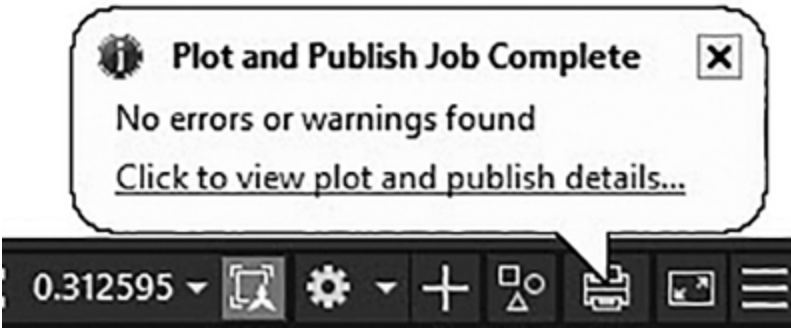 Plot and Publish Job Complete
No errors or warnings found
Click to view plot and publish details...
0.312595